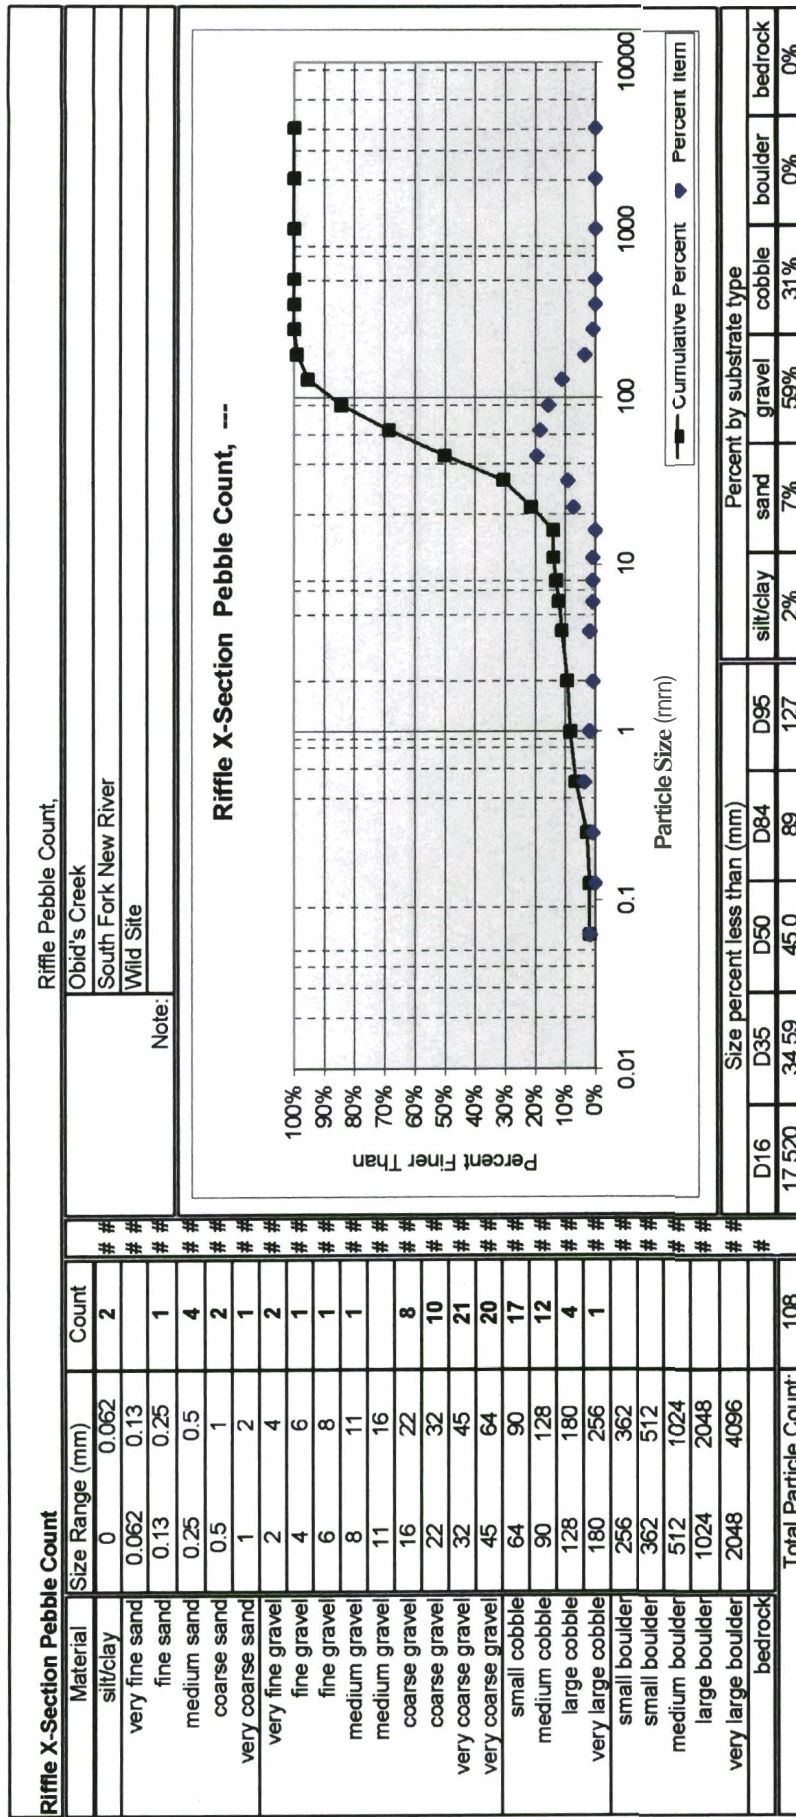 Riffle Pebble Count,
Riffle X-Section Pebble Count
Obid's Creek
South Fork New River
Wild Site
Note:
Material Size Range (mm) Count
silt/clay 0 0.062 2 # #
very fine sand 0.062 0.13 # #
fine sand 0.13 0.25 1 # #
medium sand 0.25 0.5 4 # #
coarse sand 0.5 1 2 # #
very coarse sand 1 2 1 # #
very fine gravel 2 4 2 # #
fine gravel 4 6 1 # #
fine gravel 6 8 1 # #
medium gravel 8 11 1 # #
medium gravel 11 16 # #
coarse gravel 16 22 8 # #
coarse gravel 22 32 10 # #
very coarse gravel 32 45 21 # #
very coarse gravel 45 64 20 # #
small cobble 64 90 17 # #
medium cobble 90 128 12 # #
large cobble 128 180 4 # #
very large cobble 180 256 1 # #
small boulder 256 362 # #
small boulder 362 512 # #
medium boulder 512 1024 # #
large boulder 1024 2048 # #
very large boulder 2048 4096 # #
bedrock #
Total Particle Count: 108
Riffle X-Section Pebble Count, ---
Percent Finer Than
100%
90%
80%
70%
60%
50%
40%
30%
20%
10%
0%
0.01 0.1 1 10 100 1000 10000
Particle Size (mm)
Cumulative Percent Percent Item
Size percent less than (mm) Percent by substrate type
D16 D35 D50 D84 D95 silt/clay sand gravel cobble boulder bedrock
17.520 34.59 45.0 89 127 2% 7% 59% 31% 0% 0%